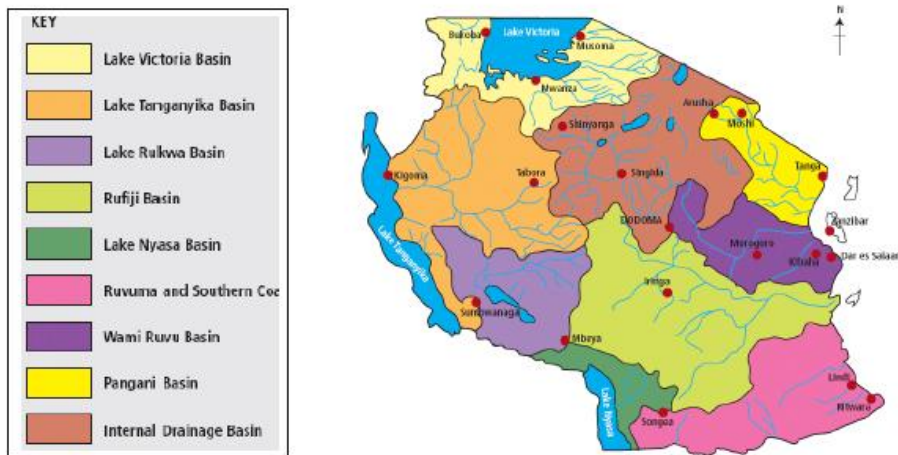 KEY
Lake Victoria Basin
Lake Tanganyika Basin
Lake Rukwa Basin
Rufiji Basin
Lake Nyasa Basin
Ruvuma and Southern Coa
Wami Ruvu Basin
Pangani Basin
Internal Drainage Basin
N
Bukoba
Lake Victoria
Musoma
Mwanza
Arusha
Moshi
Shinyanga
Tanga
Kigoma
Tabora
Singida
Zanzibar
DODOMA
Lake Tanganyika
Morogoro
Kibaha
Dar es Salaam
Iringa
Sumbwanaga
Mbeya
Lindi
Lake Nyasa
Songea